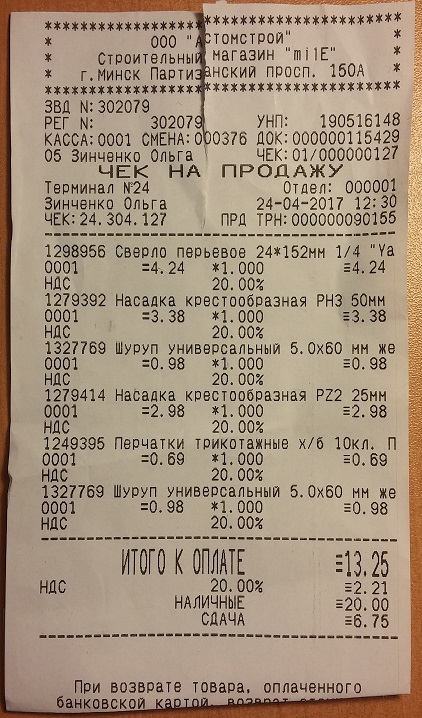 ****************************
* ООО "Астомстрой" *
* Строительный магазин "milE" *
* г.Минск Партизанский просп. 150А *
****************************
ЗВД N:302079
РЕГ N: 302079 УНП: 190516148
КАССА:0001 СМЕНА:000376 ДОК:000000115429
05 Зинченко Ольга ЧЕК:01/000000127
ЧЕК НА ПРОДАЖУ
Терминал №24 Отдел: 000001
Зинченко Ольга 24-04-2017 12:30
ЧЕК:24.304.127 ПРД ТРН:000000090155
1298956 Сверло перьевое 24*152мм 1/4 "Ya
0001 =4.24 *1.000 ≡4.24
НДС 20.00%
1279392 Насадка крестообразная PH3 50мм
0001 =3.38 *1.000 ≡3.38
НДС 20.00%
1327769 Шуруп универсальный 5.0х60 мм же
0001 =0.98 *1.000 ≡0.98
НДС 20.00%
1279414 Насадка крестообразная PZ2 25мм
0001 =2.98 *1.000 ≡2.98
НДС 20.00%
1249395 Перчатки трикотажные х/б 10кл. П
0001 =0.69 *1.000 ≡0.69
НДС 20.00%
1327769 Шуруп универсальный 5.0х60 мм же
0001 =0.98 *1.000 ≡0.98
НДС 20.00%
ИТОГО К ОПЛАТЕ ≡13.25
НДС 20.00% ≡2.21
НАЛИЧНЫЕ ≡20.00
СДАЧА ≡6.75
При возврате товара, оплаченного
банковской картой, возврат